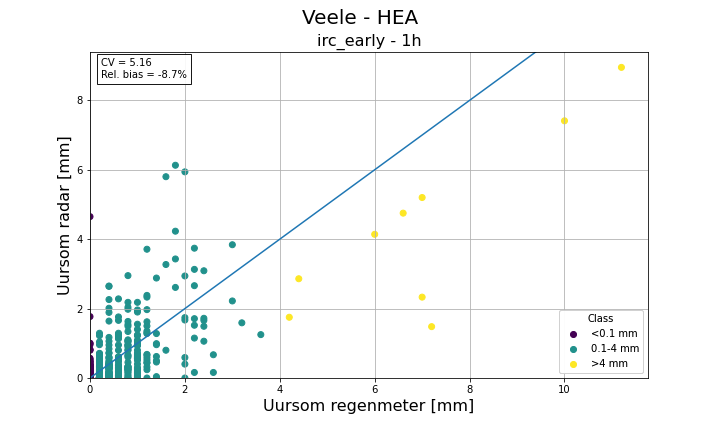 Veele - HEA
irc_early - 1h
CV = 5.16
Rel. bias = -8.7%
Uursom radar [mm]
8
6
4
2
0
0 2 4 6 8 10
Uursom regenmeter [mm]
Class
<0.1 mm
0.1-4 mm
>4 mm